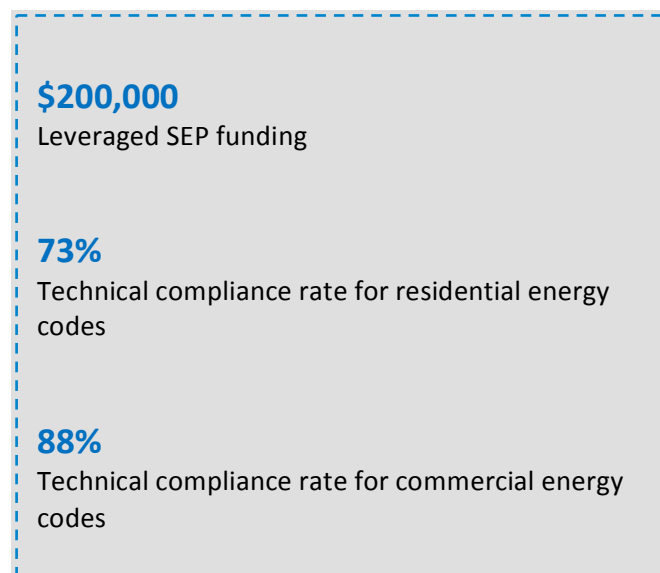 $200,000
Leveraged SEP funding
73%
Technical compliance rate for residential energy
codes
88%
Technical compliance rate for commercial energy
codes